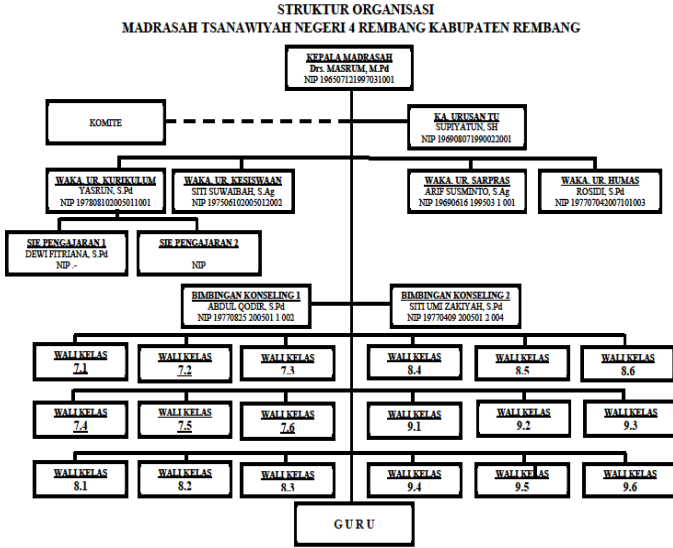 STRUKTUR ORGANISASI
MADRASAH TSANAWIYAH NEGERI 4 REMBANG KABUPATEN REMBANG
KEPALA MADRASAH
Drs. MASRUM, M.Pd
NIP 196507121997031001
KOMITE
KA. URUSAN TU
SUPIYATUN, SH
NIP 196908071990022001
WAKA. UR. KURIKULUM
YASRUN, S.Pd
NIP 197808102005011001
WAKA. UR. KESISWAAN
SITI SUWAIBAH, S.Ag
NIP 197506102005012002
WAKA. UR. SARPRAS
ARIF SUSMINTO, S.Ag
NIP 19690616 199503 1 001
WAKA. UR. HUMAS
ROSIDI, S.Pd
NIP 197707042007101003
SIE PENGAJARAN 1
DEWI FITRIANA, S.Pd
NIP .-
SIE PENGAJARAN 2
NIP
BIMBINGAN KONSELING 1
ABDUL QODIR, S.Pd
NIP 19770825 200501 1 002
BIMBINGAN KONSELING 2
SITI UMI ZAKIYAH, S.Pd
NIP 19770409 200501 2 004
WALI KELAS
7.1
WALI KELAS
7.2
WALI KELAS
7.3
WALI KELAS
8.4
WALI KELAS
8.5
WALI KELAS
8.6
WALI KELAS
7.4
WALI KELAS
7.5
WALI KELAS
7.6
WALI KELAS
9.1
WALI KELAS
9.2
WALI KELAS
9.3
WALI KELAS
8.1
WALI KELAS
8.2
WALI KELAS
8.3
WALI KELAS
9.4
WALI KELAS
9.5
WALI KELAS
9.6
G U R U